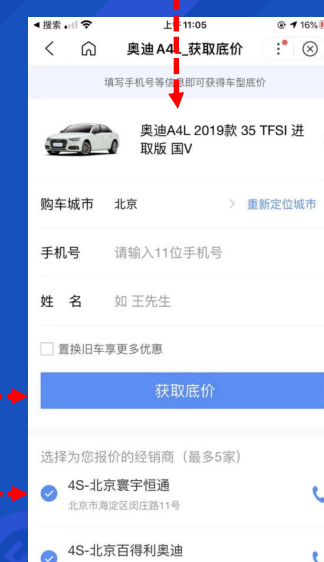 搜索
上午11:05
16%
奥迪A4L_获取底价
填写手机号等信息即可获得车型底价
奥迪A4L 2019款 35 TFSI 进
取版 国V
购车城市 北京 重新定位城市
手机号 请输入11位手机号
姓 名 如 王先生
置换旧车享更多优惠
获取底价
选择为您报价的经销商（最多5家）
4S-北京寰宇恒通
北京市海淀区闵庄路11号
4S-北京百得利奥迪